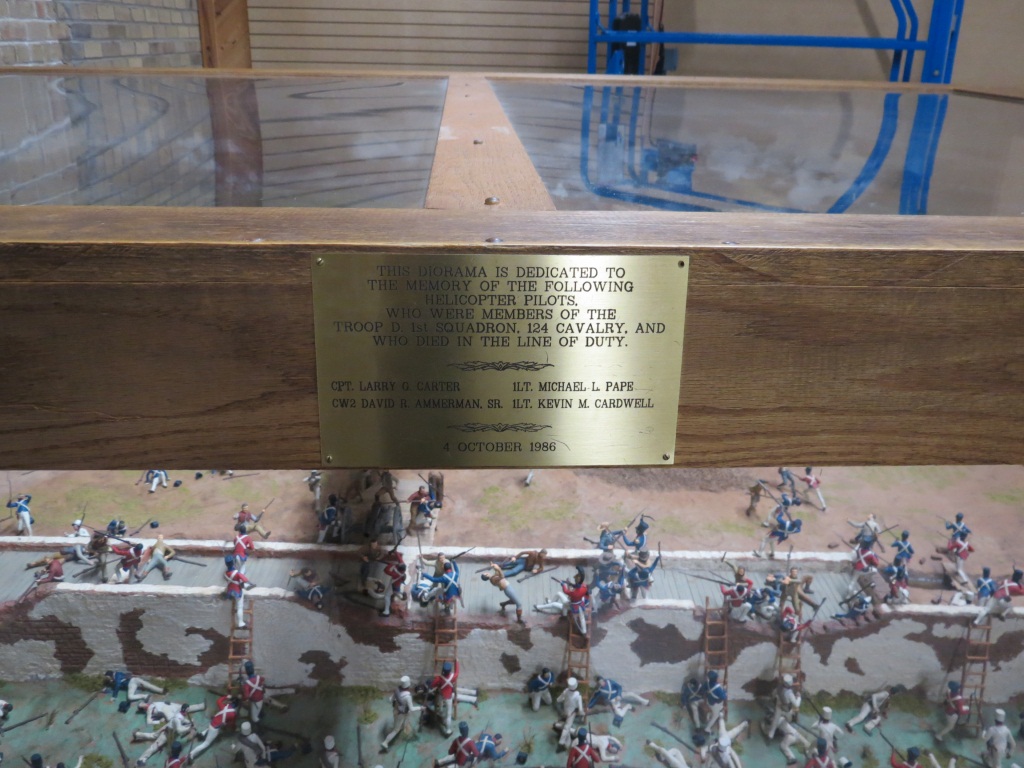 THIS DIORAMA IS DEDICATED TO
THE MEMORY OF THE FOLLOWING
HELICOPTER PILOTS,
WHO WERE MEMBERS OF THE
TROOP D, 1st SQUADRON, 124 CAVALRY, AND
WHO DIED IN THE LINE OF DUTY.
CPT. LARRY G. CARTER 1LT. MICHAEL L. PAPE
CW2 DAVID R. AMMERMAN, SR. 1LT. KEVIN M. CARDWELL
4 OCTOBER 1986